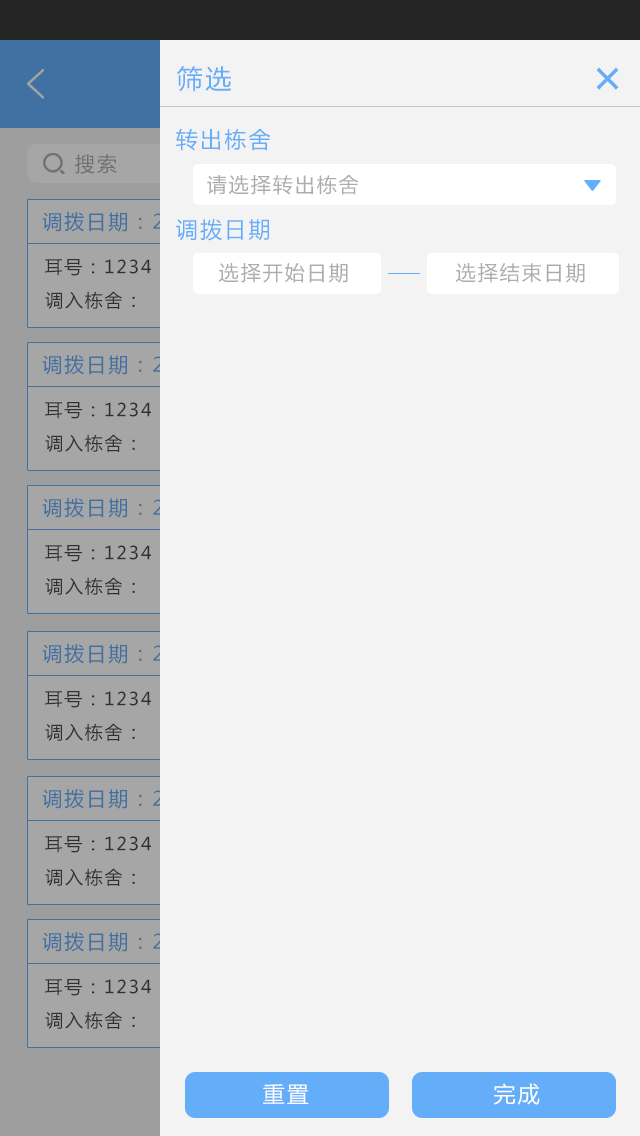 筛选
搜索
转出栋舍
请选择转出栋舍
调拨日期
选择开始日期 选择结束日期
调拨日期：2
耳号：1234
调入栋舍：
调拨日期：2
耳号：1234
调入栋舍：
调拨日期：2
耳号：1234
调入栋舍：
调拨日期：2
耳号：1234
调入栋舍：
调拨日期：2
耳号：1234
调入栋舍：
调拨日期：2
耳号：1234
调入栋舍：
重置 完成